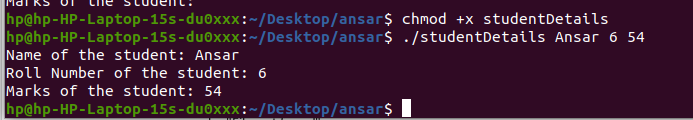 Marks of the student:
hp@hp-HP-Laptop-15s-du0xxx:~/Desktop/ansar$ chmod +x studentDetails
hp@hp-HP-Laptop-15s-du0xxx:~/Desktop/ansar$ ./studentDetails Ansar 6 54
Name of the student: Ansar
Roll Number of the student: 6
Marks of the student: 54
hp@hp-HP-Laptop-15s-du0xxx:~/Desktop/ansar$